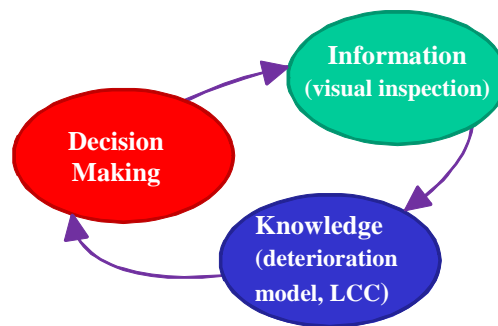 Information
(visual inspection)
Decision
Making
Knowledge
(deterioration
model, LCC)